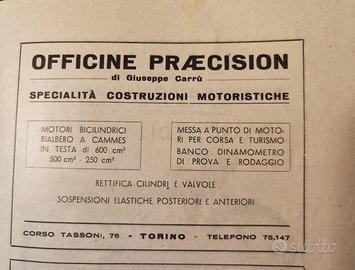 OFFICINE PRÆCISION
di Giuseppe Carrù
SPECIALITÀ COSTRUZIONI MOTORISTICHE
MOTORI BICILINDRICI
BIALBERO A CAMMES
IN TESTA di 600 cm³
500 cm³ - 250 cm³
MESSA A PUNTO DI MOTO-
RI PER CORSA E TURISMO
BANCO DINAMOMETRO
DI PROVA E RODAGGIO
RETTIFICA CILINDRI E VALVOLE
SOSPENSIONI ELASTICHE POSTERIORI E ANTERIORI
CORSO TASSONI, 76 - TORINO - TELEFONO 75.147
subito